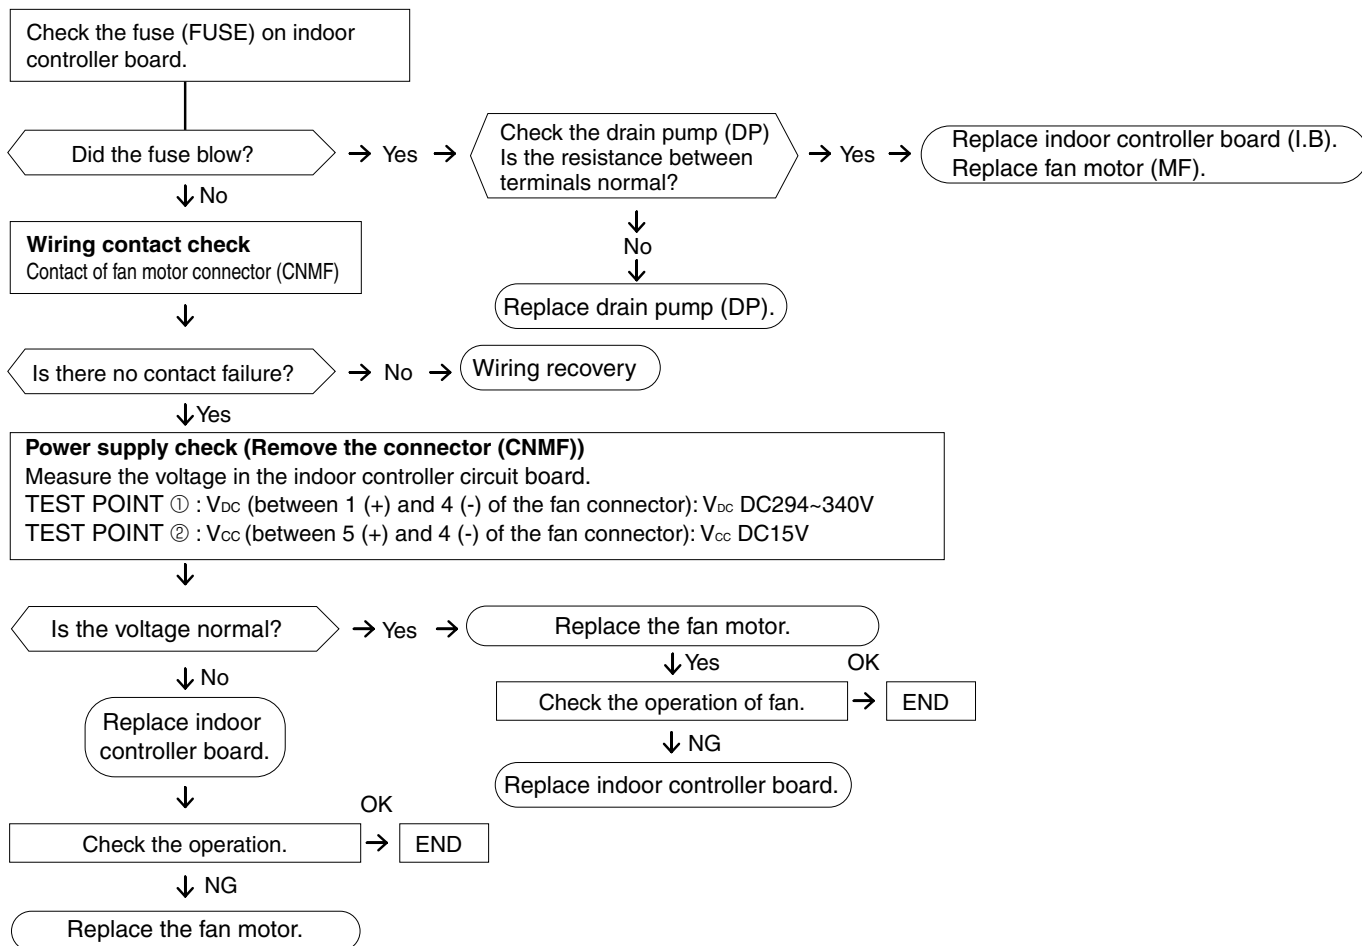 Check the fuse (FUSE) on indoor
controller board.
Did the fuse blow?
Yes
Check the drain pump (DP)
Is the resistance between
terminals normal?
Yes
Replace indoor controller board (I.B).
Replace fan motor (MF).
No
No
Replace drain pump (DP).
Wiring contact check
Contact of fan motor connector (CNMF)
Is there no contact failure?
No
Wiring recovery
Yes
Power supply check (Remove the connector (CNMF))
Measure the voltage in the indoor controller circuit board.
TEST POINT ① : VDC (between 1 (+) and 4 (-) of the fan connector): VDC DC294~340V
TEST POINT ② : VCC (between 5 (+) and 4 (-) of the fan connector): VCC DC15V
Is the voltage normal?
Yes
Replace the fan motor.
Yes
Check the operation of fan.
OK
END
NG
Replace indoor controller board.
No
Replace indoor
controller board.
Check the operation.
OK
END
NG
Replace the fan motor.